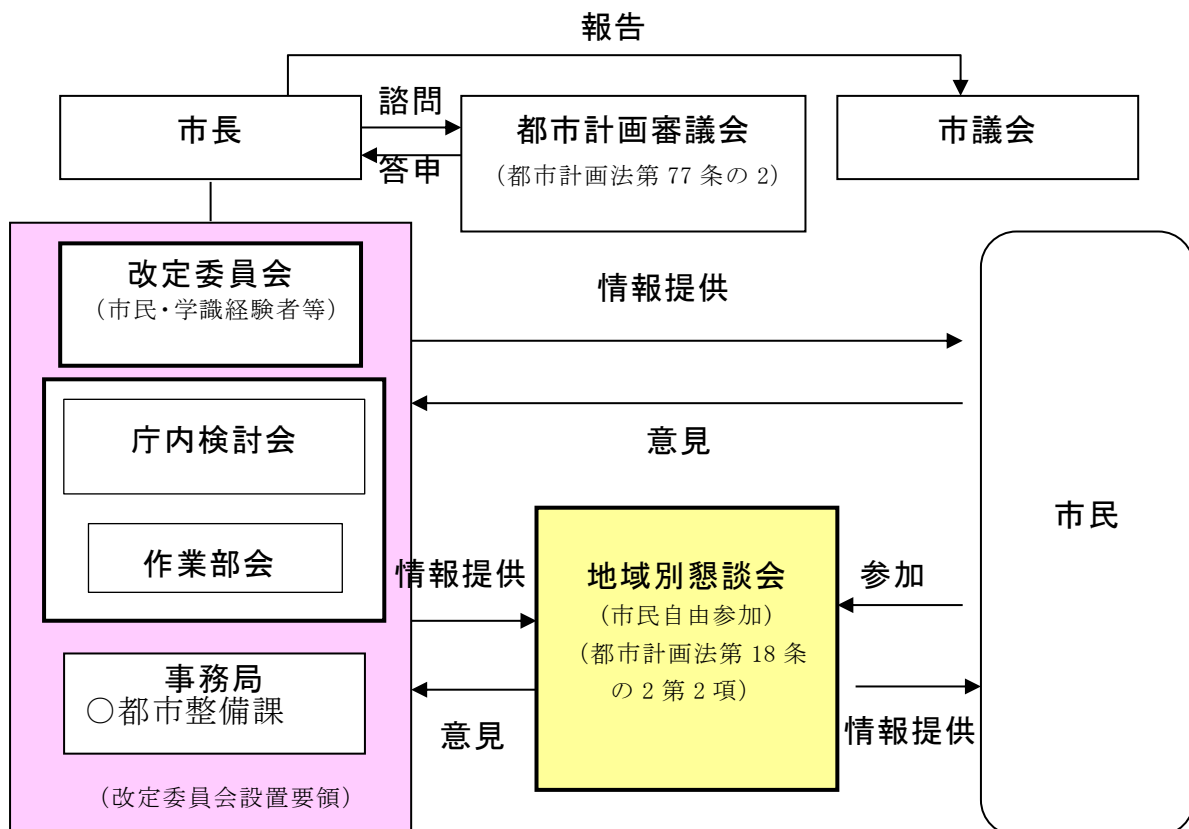 報告
市長
諮問
答申
都市計画審議会
（都市計画法第 77 条の 2）
市議会
改定委員会
（市民・学識経験者等）
情報提供
意見
庁内検討会
作業部会
市民
情報提供
地域別懇談会
（市民自由参加）
（都市計画法第 18 条
の 2 第 2 項）
参加
事務局
○都市整備課
意見
情報提供
（改定委員会設置要領）